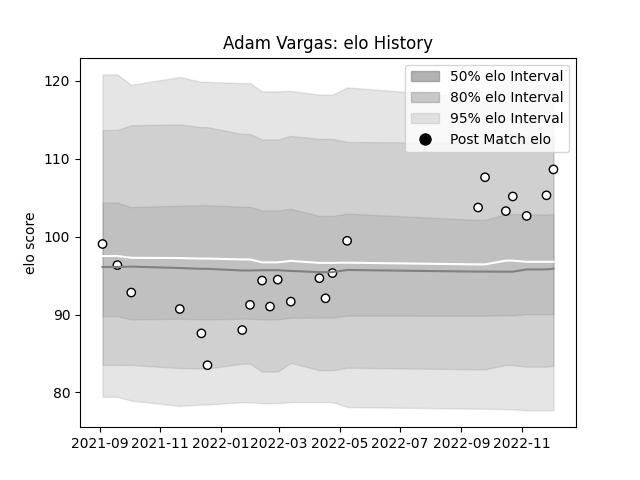 Adam Vargas: elo History
50% elo Interval
80% elo Interval
95% elo Interval
Post Match elo
elo score
120
110
100
90
80
2021-09 2021-11 2022-01 2022-03 2022-05 2022-07 2022-09 2022-11